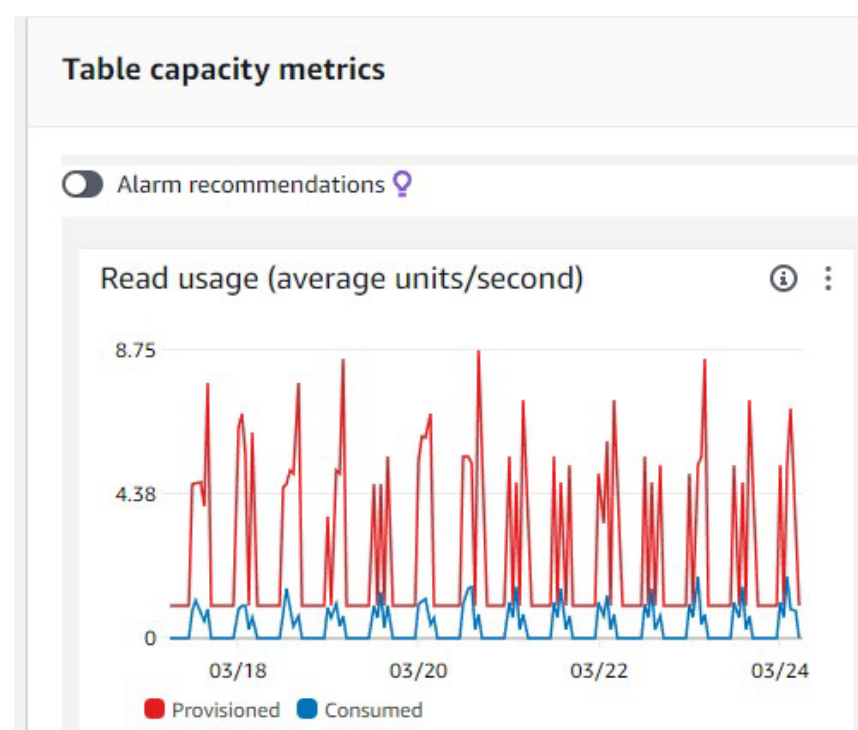 Table capacity metrics
Alarm recommendations
Read usage (average units/second)
8.75
4.38
0
03/18 03/20 03/22 03/24
Provisioned Consumed